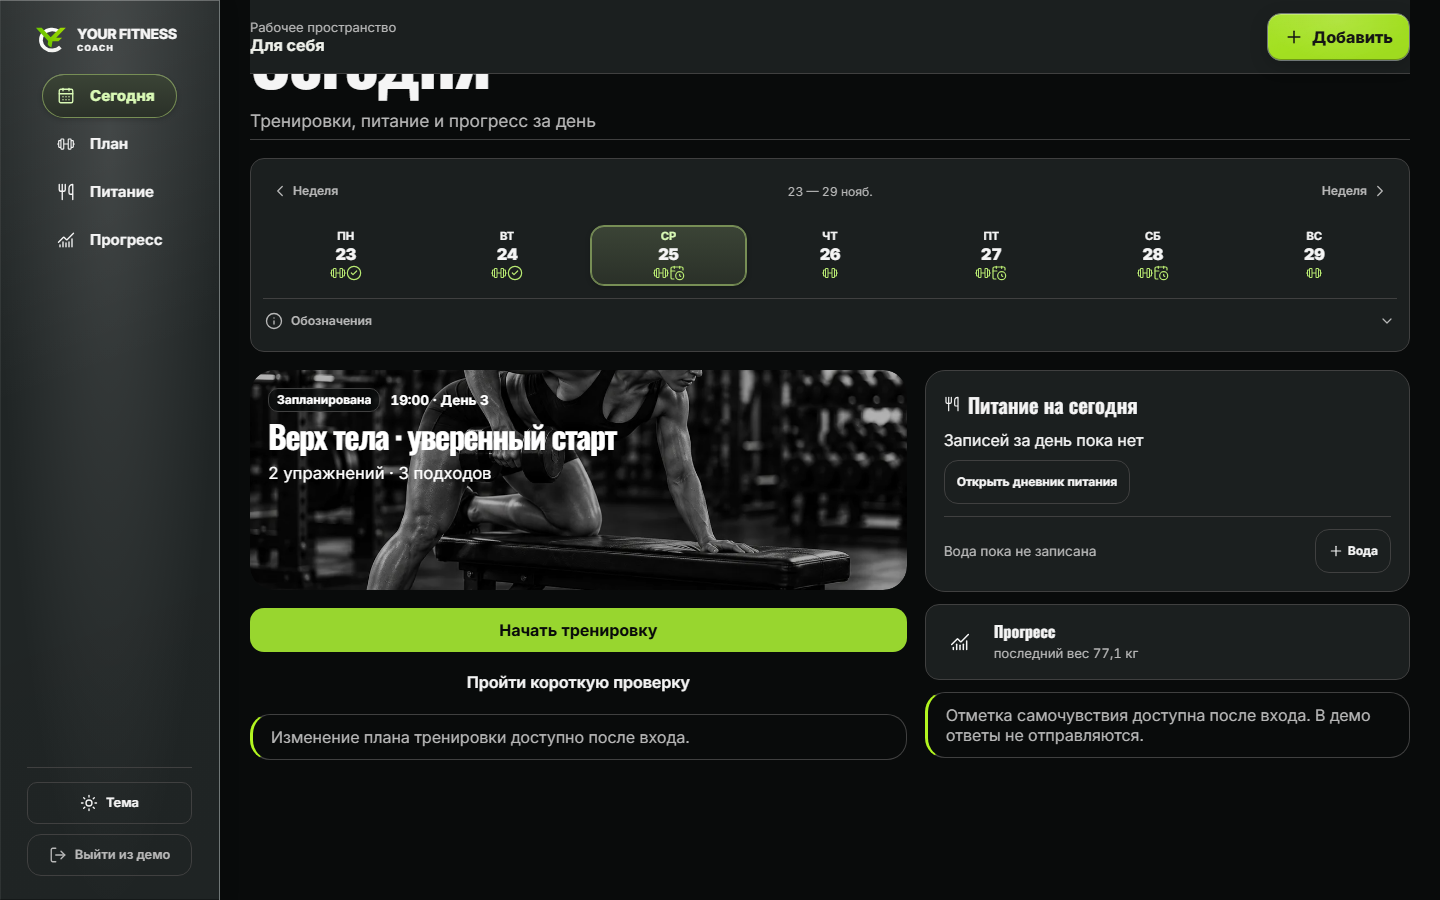 YOUR FITNESS
COACH
Сегодня
План
Питание
Прогресс
Тема
Выйти из демо
Рабочее пространство
Для себя
Добавить
Сегодня
Тренировки, питание и прогресс за день
Неделя
23 — 29 нояб.
Неделя
ПН
23
ВТ
24
СР
25
ЧТ
26
ПТ
27
СБ
28
ВС
29
Обозначения
Запланирована
19:00 · День 3
Верх тела · уверенный старт
2 упражнений · 3 подходов
Начать тренировку
Пройти короткую проверку
Изменение плана тренировки доступно после входа.
Питание на сегодня
Записей за день пока нет
Открыть дневник питания
Вода пока не записана
Вода
Прогресс
последний вес 77,1 кг
Отметка самочувствия доступна после входа. В демо
ответы не отправляются.